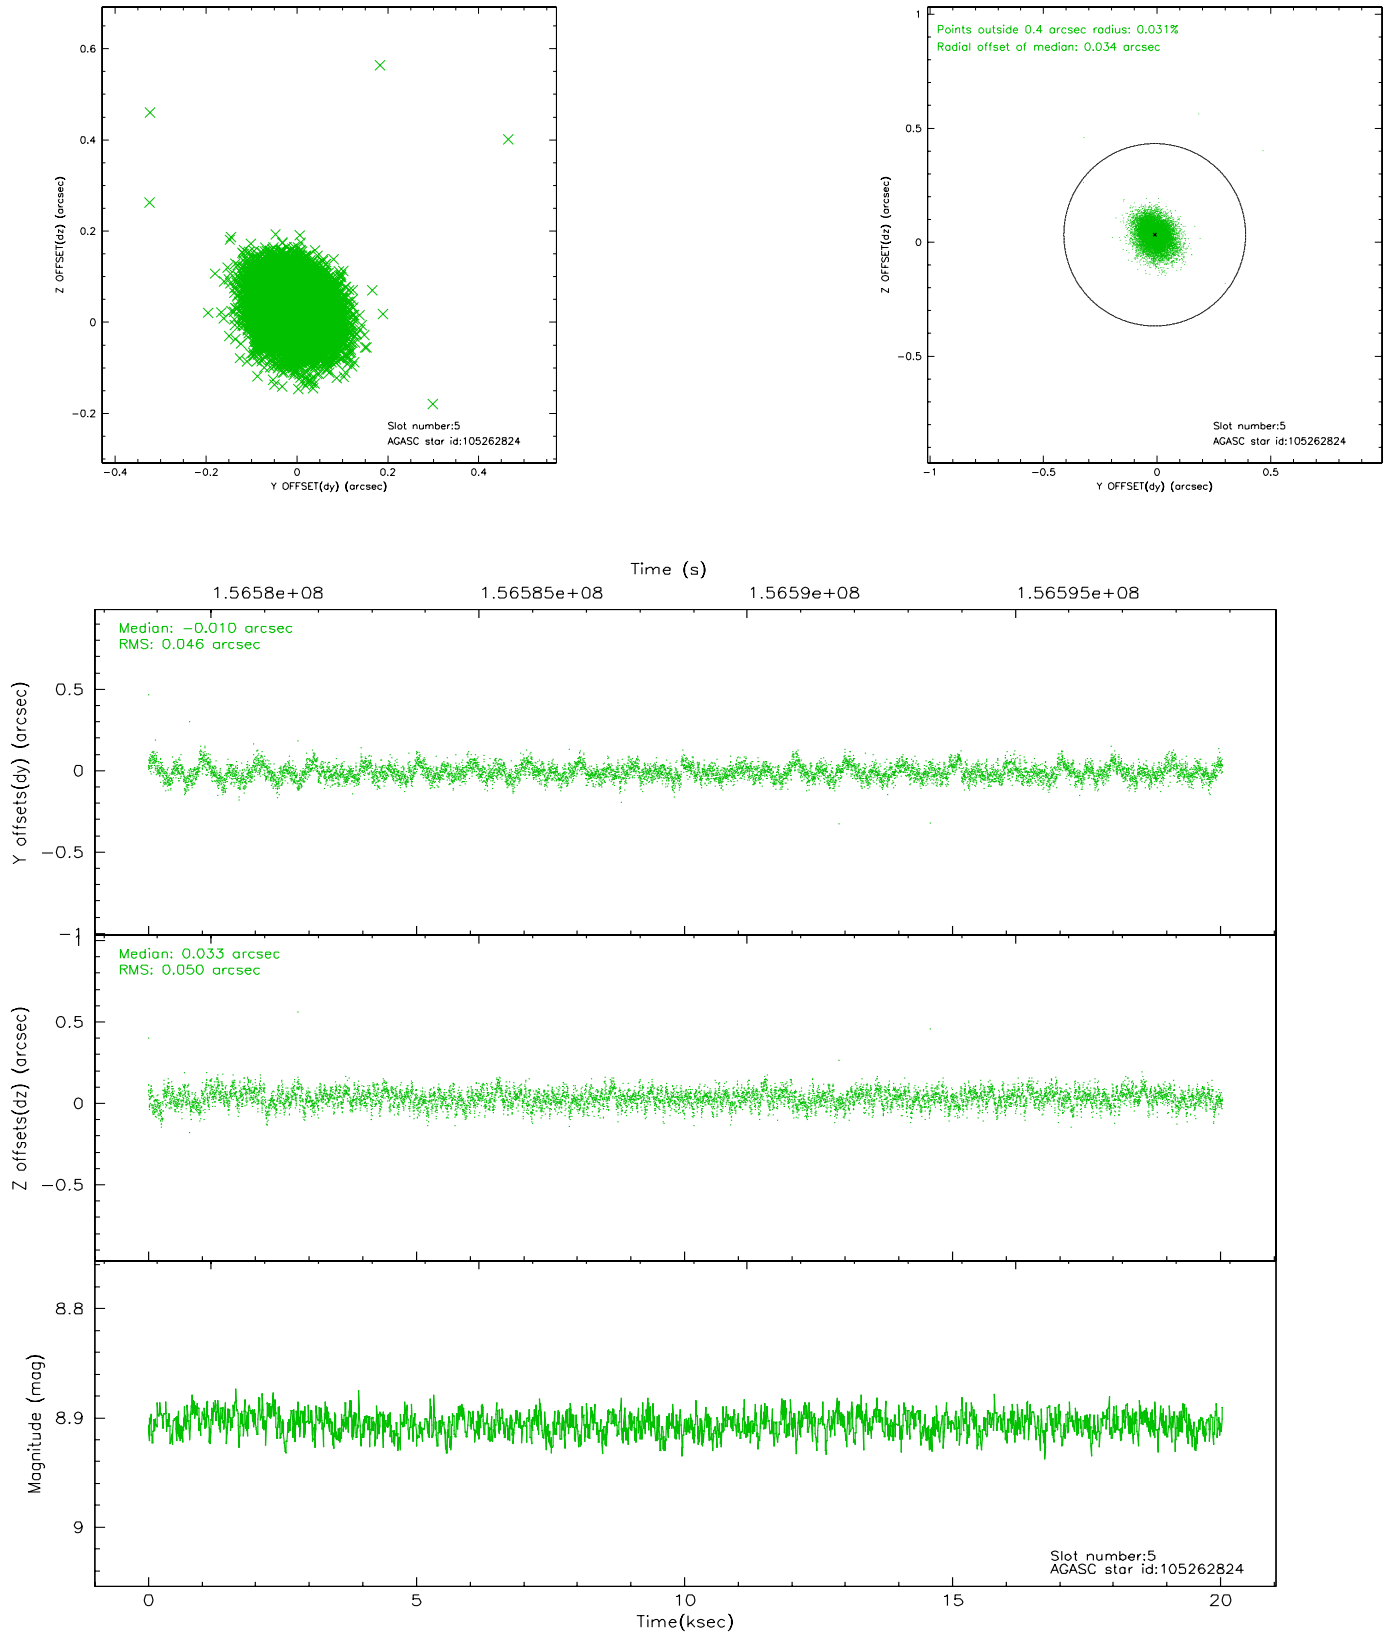 0.6
0.4
0.2
0
−0.2
Z OFFSET(dz) (arcsec)
Slot number:5
AGASC star id:105262824
−0.4 −0.2 0 0.2 0.4
Y OFFSET(dy) (arcsec)
Points outside 0.4 arcsec radius: 0.031%
Radial offset of median: 0.034 arcsec
1
0.5
0
−0.5
Z OFFSET(dz) (arcsec)
Slot number:5
AGASC star id:105262824
−1 −0.5 0 0.5
Y OFFSET(dy) (arcsec)
Time (s)
1.5658e+08 1.56585e+08 1.5659e+08 1.56595e+08
Median: −0.010 arcsec
RMS: 0.046 arcsec
0.5
0
−0.5
−1
Y offsets(dy) (arcsec)
Median: 0.033 arcsec
RMS: 0.050 arcsec
1
0.5
0
−0.5
Z offsets(dz) (arcsec)
8.8
8.9
9
Magnitude (mag)
Slot number:5
AGASC star id:105262824
0 5 10 15 20
Time(ksec)